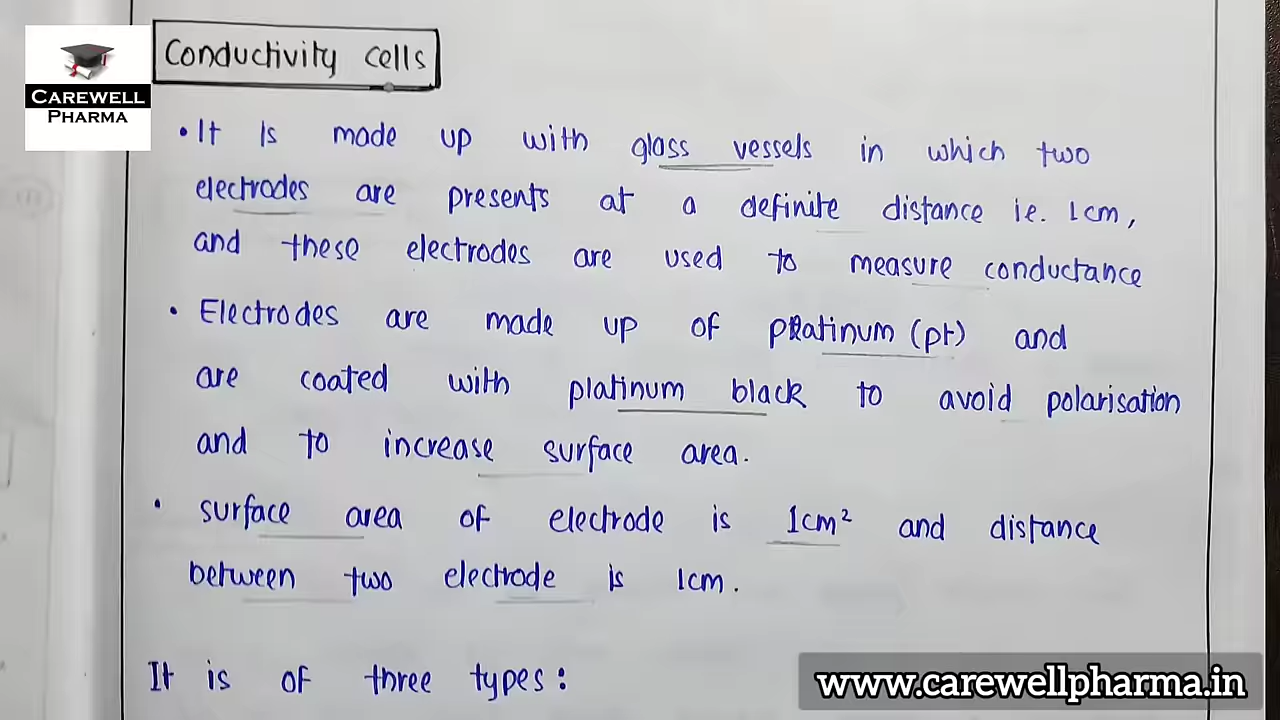 Conductivity cells
CAREWELL
PHARMA
• It Is made up with glass vessels in which two
electrodes are presents at a definite distance ie. 1cm,
and these electrodes are used to measure conductance
• Electrodes are made up of platinum (pt) and
are coated with platinum black to avoid polarisation
and to increase surface area.
• surface area of electrode is 1cm² and distance
between two electrode is 1cm.
It is of three types:
www.carewellpharma.in